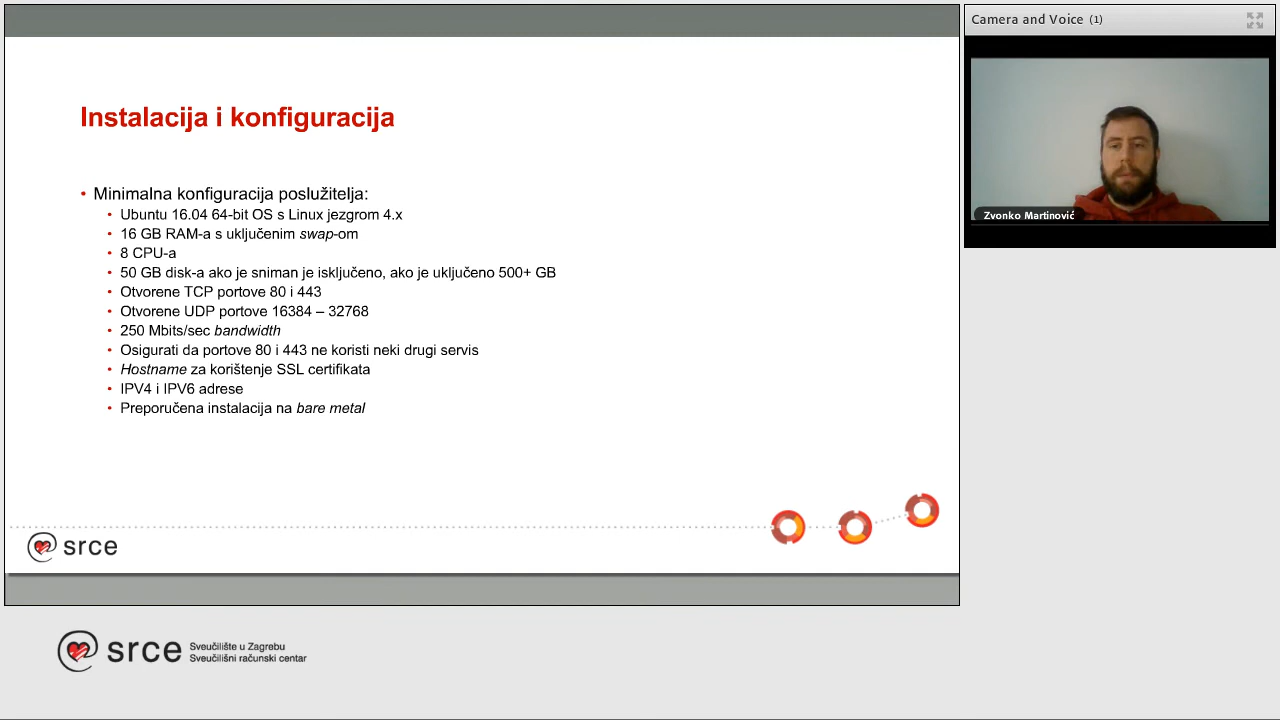 Instalacija i konfiguracija
• Minimalna konfiguracija poslužitelja:
• Ubuntu 16.04 64-bit OS s Linux jezgrom 4.x
• 16 GB RAM-a s uključenim swap-om
• 8 CPU-a
• 50 GB disk-a ako je sniman je isključeno, ako je uključeno 500+ GB
• Otvorene TCP portove 80 i 443
• Otvorene UDP portove 16384 – 32768
• 250 Mbits/sec bandwidth
• Osigurati da portove 80 i 443 ne koristi neki drugi servis
• Hostname za korištenje SSL certifikata
• IPV4 i IPV6 adrese
• Preporučena instalacija na bare metal
srce
Camera and Voice (1)
Zvonko Martinović
srce
Sveučilište u Zagrebu
Sveučilišni računski centar